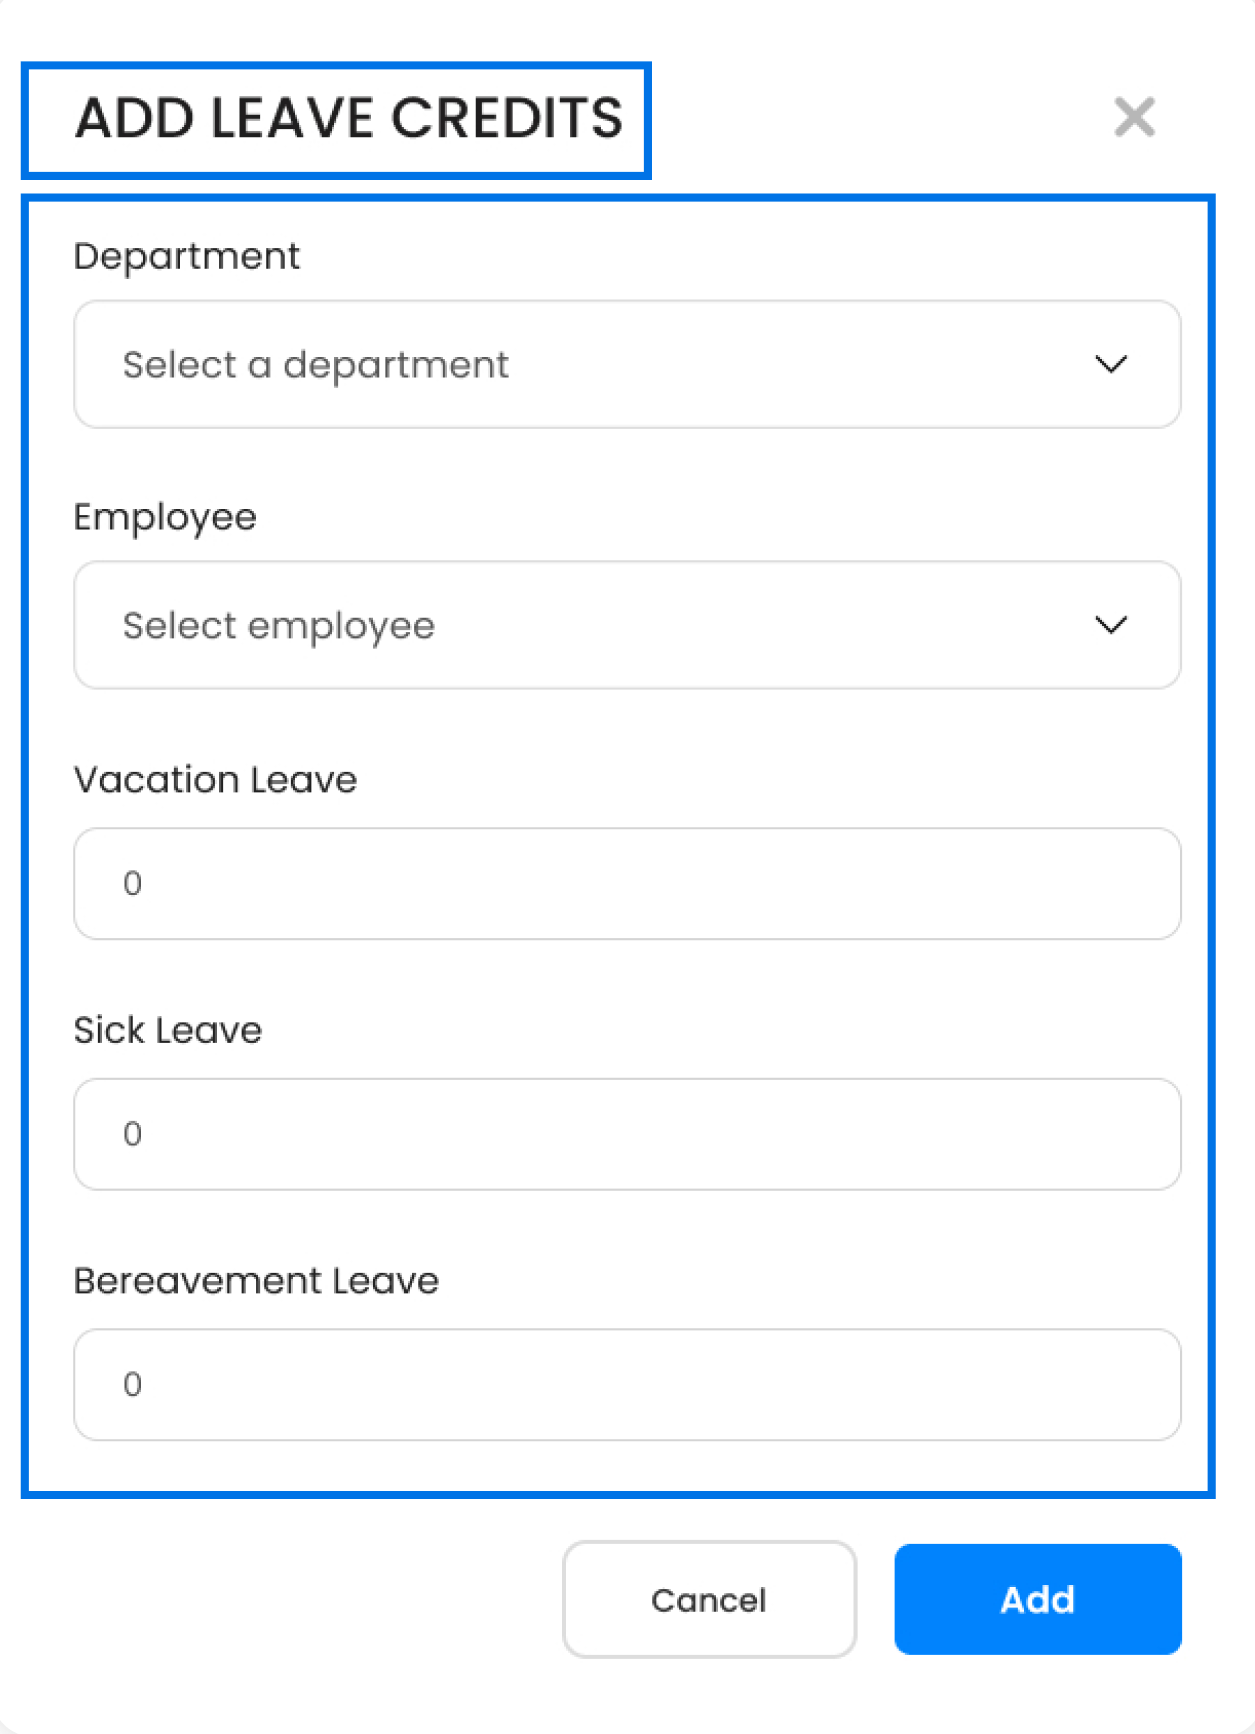 ADD LEAVE CREDITS
Department
Select a department
Employee
Select employee
Vacation Leave
0
Sick Leave
0
Bereavement Leave
0
Cancel
Add